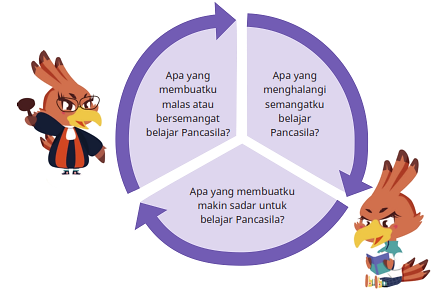 Apa yang
membuatku
malas atau
bersemangat
belajar Pancasila?
Apa yang
menghalangi
semangatku
belajar
Pancasila?
Apa yang membuatku
makin sadar untuk
belajar Pancasila?